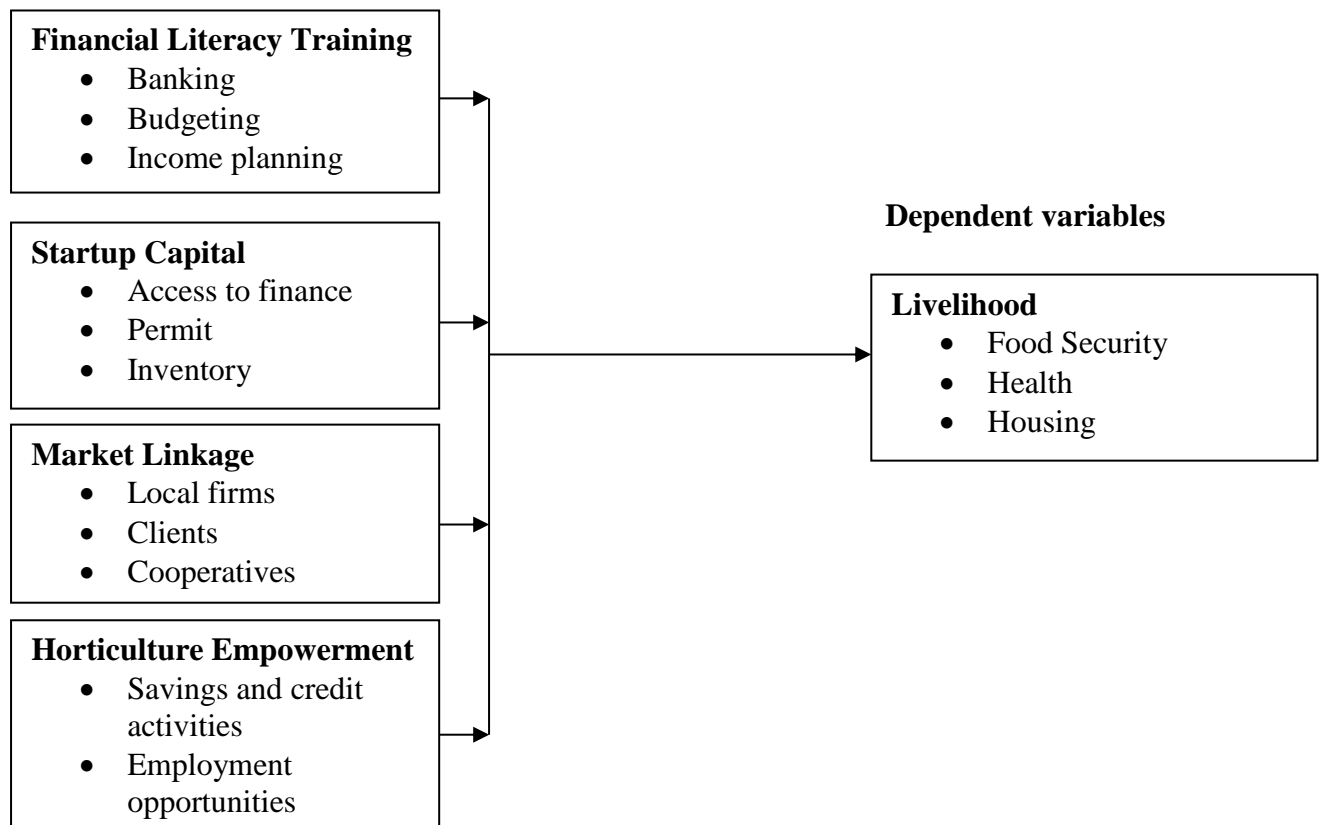 Financial Literacy Training
• Banking
• Budgeting
• Income planning
Startup Capital
• Access to finance
• Permit
• Inventory
Market Linkage
• Local firms
• Clients
• Cooperatives
Horticulture Empowerment
• Savings and credit
activities
• Employment
opportunities
Dependent variables
Livelihood
• Food Security
• Health
• Housing